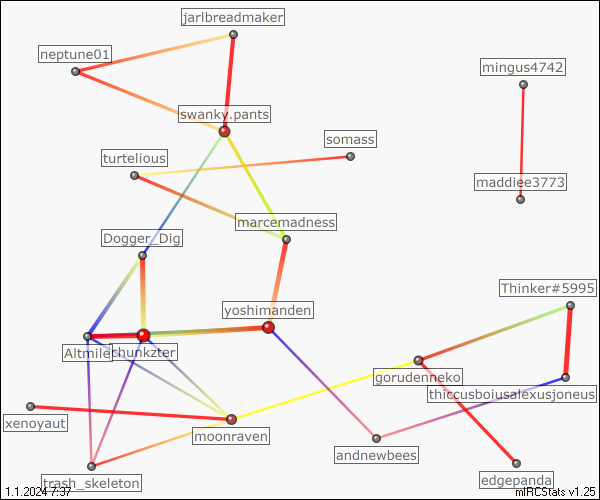 jarlbreadmaker
neptune01
mingus4742
swanky.pants
somass
turtelious
maddiee3773
marcemadness
Dogger_Dig
Thinker#5995
yoshimanden
Altmile
chunkzter
gorudenneko
thiccusboiusalexusjoneus
xenoyaut
moonraven
andnewbees
trash_skeleton
edgepanda
1.1.2024 7:37
mIRCStats v1.25